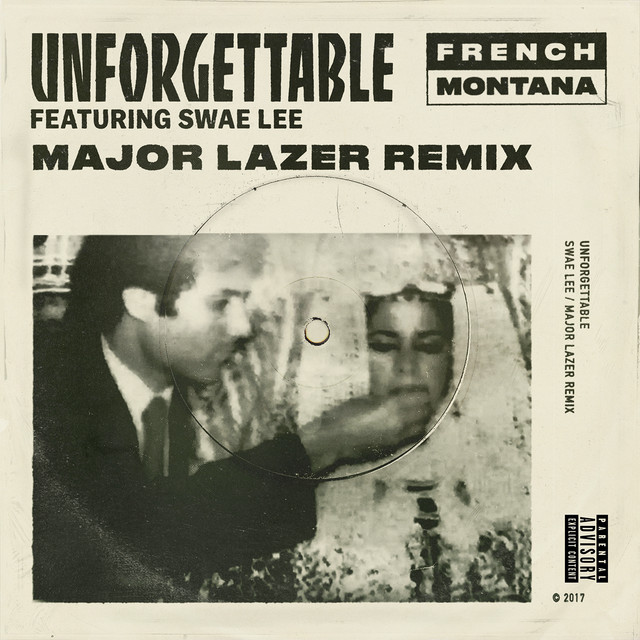 UNFORGETTABLE
FEATURING SWAE LEE
MAJOR LAZER REMIX
FRENCH
MONTANA
UNFORGETTABLE
SWAE LEE / MAJOR LAZER REMIX
PARENTAL
ADVISORY
EXPLICIT CONTENT
© 2017